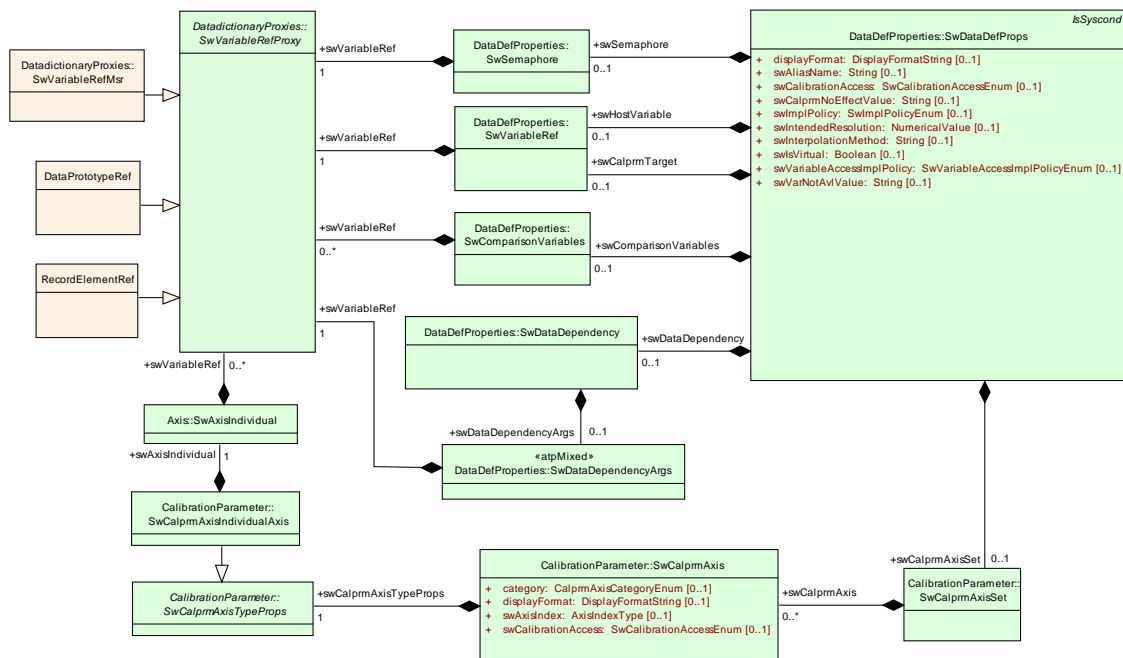 DatadictionaryProxies::
SwVariableRefProxy
DatadictionaryProxies::
SwVariableRefMsr
DataPrototypeRef
RecordElementRef
+swVariableRef
1
DataDefProperties::
SwSemaphore
+swSemaphore
0..1
+swVariableRef
1
DataDefProperties::
SwVariableRef
+swHostVariable
0..1
+swCalprmTarget
0..1
+swVariableRef
0..*
DataDefProperties::
SwComparisonVariables
+swComparisonVariables
0..1
IsSyscond
DataDefProperties::SwDataDefProps
+ displayFormat: DisplayFormatString [0..1]
+ swAliasName: String [0..1]
+ swCalibrationAccess: SwCalibrationAccessEnum [0..1]
+ swCalprmNoEffectValue: String [0..1]
+ swImplPolicy: SwImplPolicyEnum [0..1]
+ swIntendedResolution: NumericalValue [0..1]
+ swInterpolationMethod: String [0..1]
+ swIsVirtual: Boolean [0..1]
+ swVariableAccessImplPolicy: SwVariableAccessImplPolicyEnum [0..1]
+ swVarNotAvlValue: String [0..1]
+swVariableRef
1
DataDefProperties::SwDataDependency
+swDataDependency
0..1
+swVariableRef
0..*
Axis::SwAxisIndividual
+swDataDependencyArgs
0..1
«atpMixed»
DataDefProperties::SwDataDependencyArgs
+swAxisIndividual
1
CalibrationParameter::
SwCalprmAxisIndividualAxis
CalibrationParameter::
SwCalprmAxisTypeProps
+swCalprmAxisTypeProps
1
CalibrationParameter::SwCalprmAxis
+ category: CalprmAxisCategoryEnum [0..1]
+ displayFormat: DisplayFormatString [0..1]
+ swAxisIndex: AxisIndexType [0..1]
+ swCalibrationAccess: SwCalibrationAccessEnum [0..1]
+swCalprmAxis
0..*
+swCalprmAxisSet
0..1
CalibrationParameter::
SwCalprmAxisSet